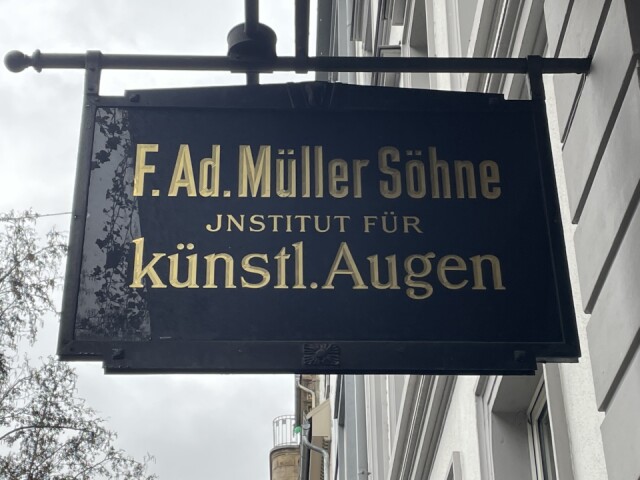 F. Ad. Müller Söhne
JNSTITUT FÜR
künstl. Augen